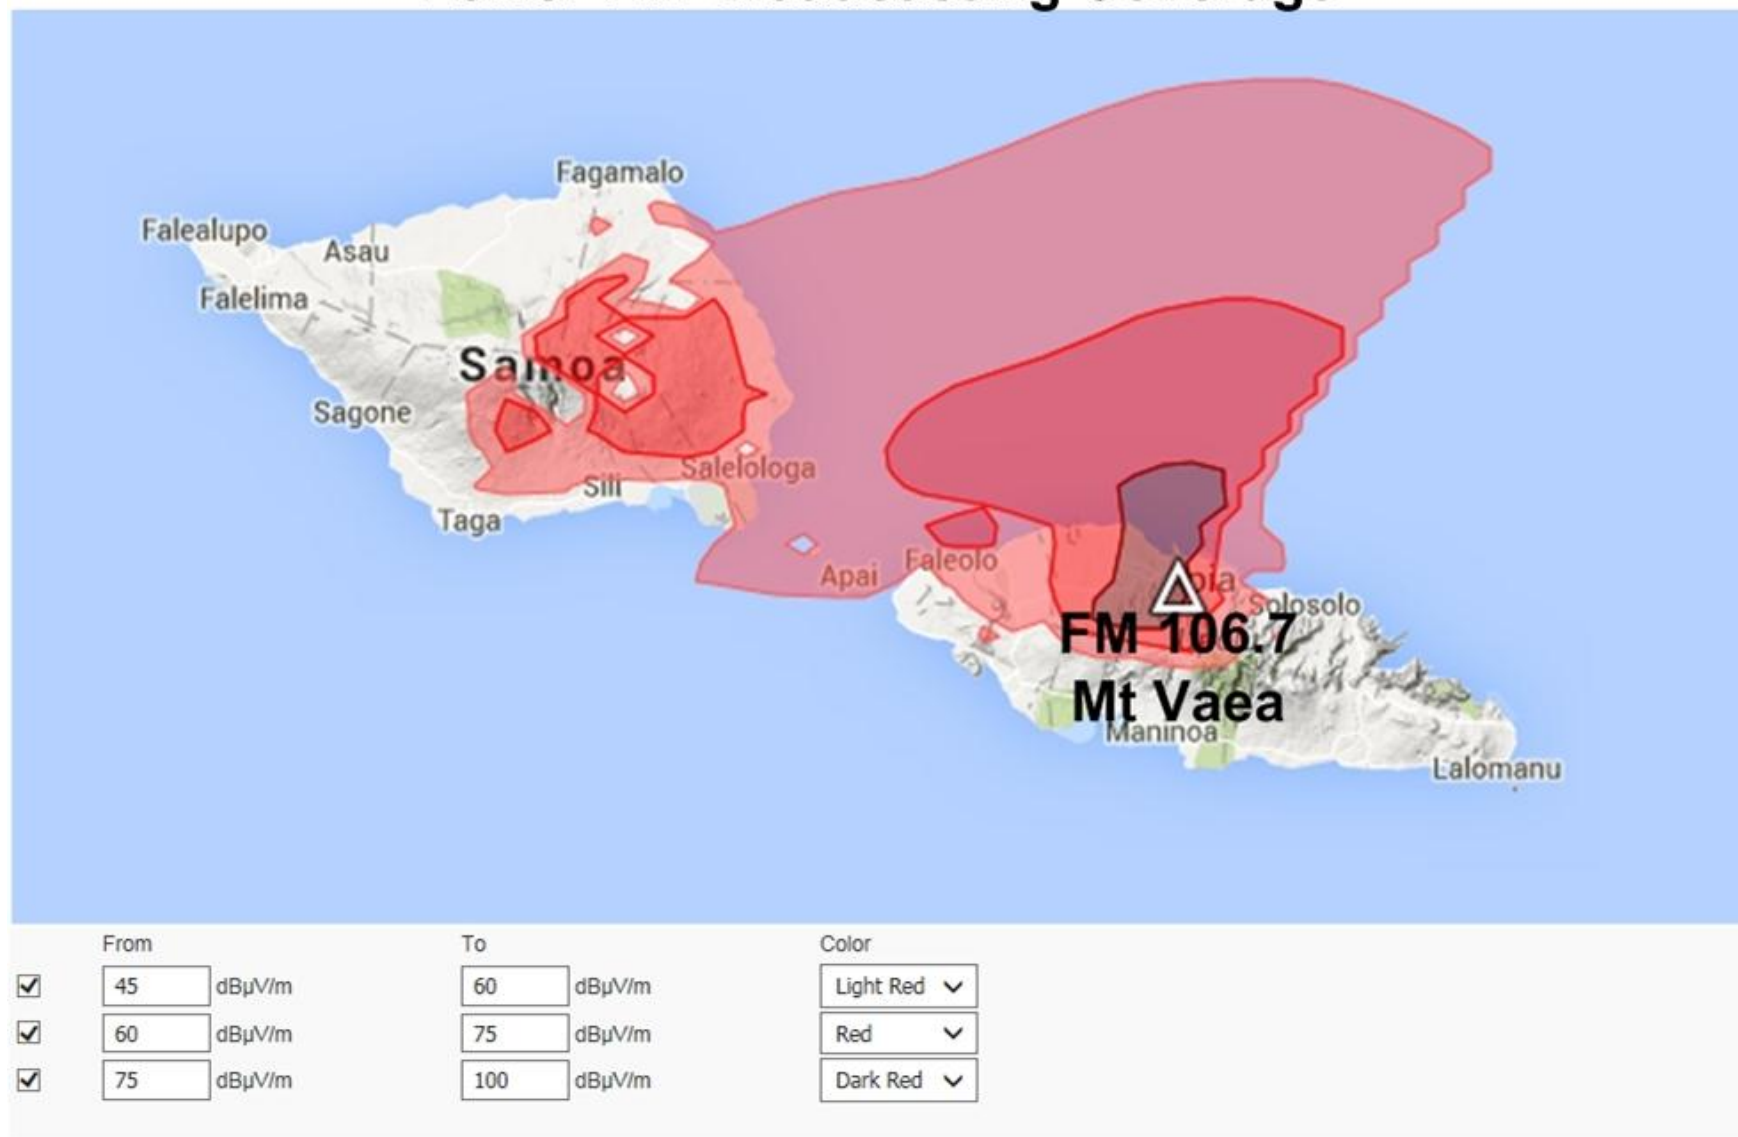 Fagamalo
Falealupo
Asau
Falelima
Samoa
Sagone
Salelologa
Sili
Taga
Faleolo
Apai
Solosolo
FM 106.7
Mt Vaea
Maninoa
Lalomanu
From To Color
45 dBµV/m 60 dBµV/m Light Red
60 dBµV/m 75 dBµV/m Red
75 dBµV/m 100 dBµV/m Dark Red